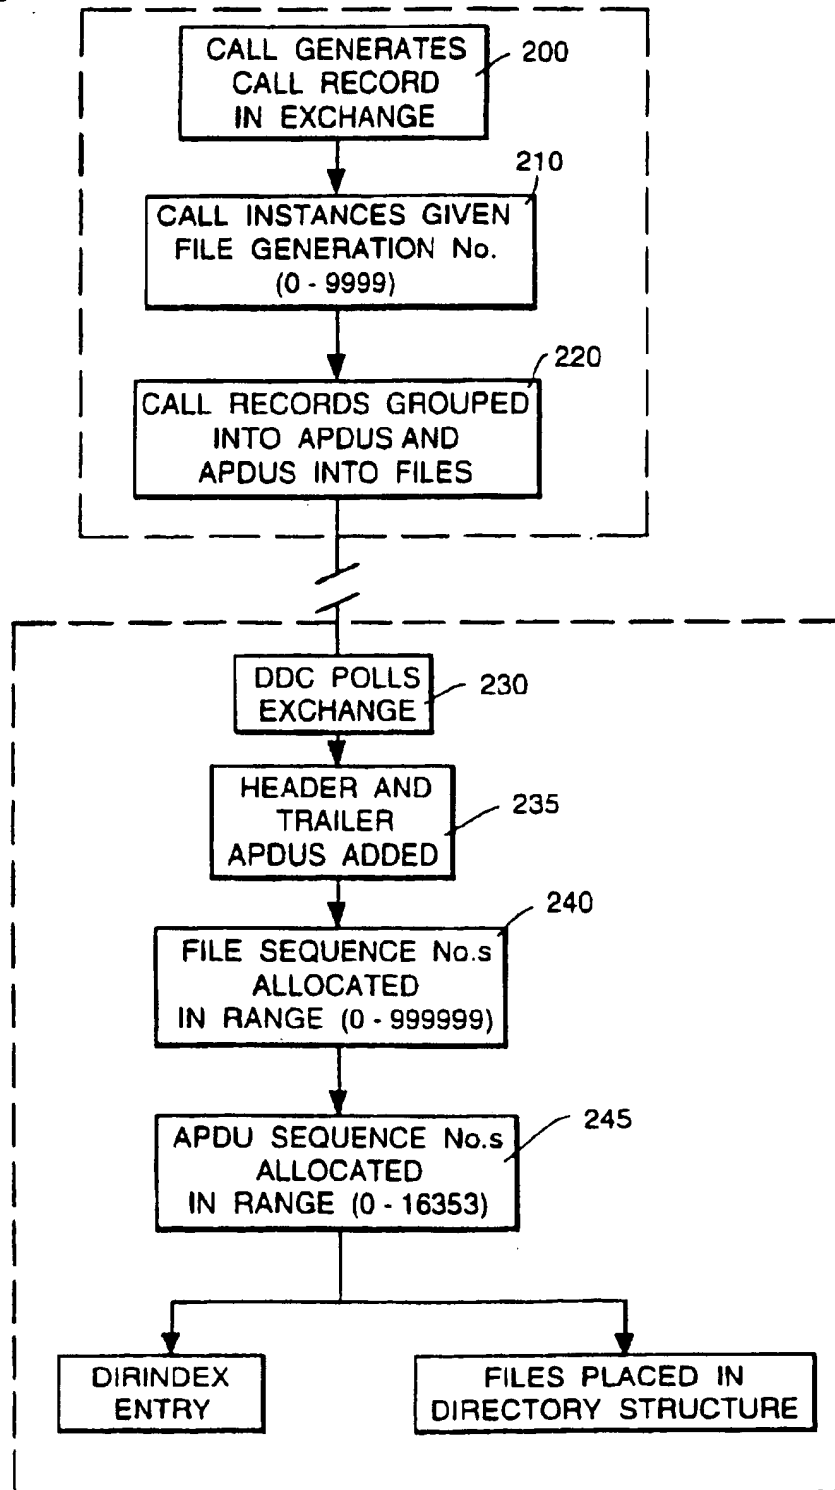 CALL GENERATES
CALL RECORD
IN EXCHANGE
200
210
CALL INSTANCES GIVEN
FILE GENERATION No.
(0 - 9999)
220
CALL RECORDS GROUPED
INTO APDUS AND
APDUS INTO FILES
DDC POLLS
EXCHANGE
230
HEADER AND
TRAILER
APDUS ADDED
235
240
FILE SEQUENCE No.s
ALLOCATED
IN RANGE (0 - 999999)
245
APDU SEQUENCE No.s
ALLOCATED
IN RANGE (0 - 16353)
DIRINDEX
ENTRY
FILES PLACED IN
DIRECTORY STRUCTURE